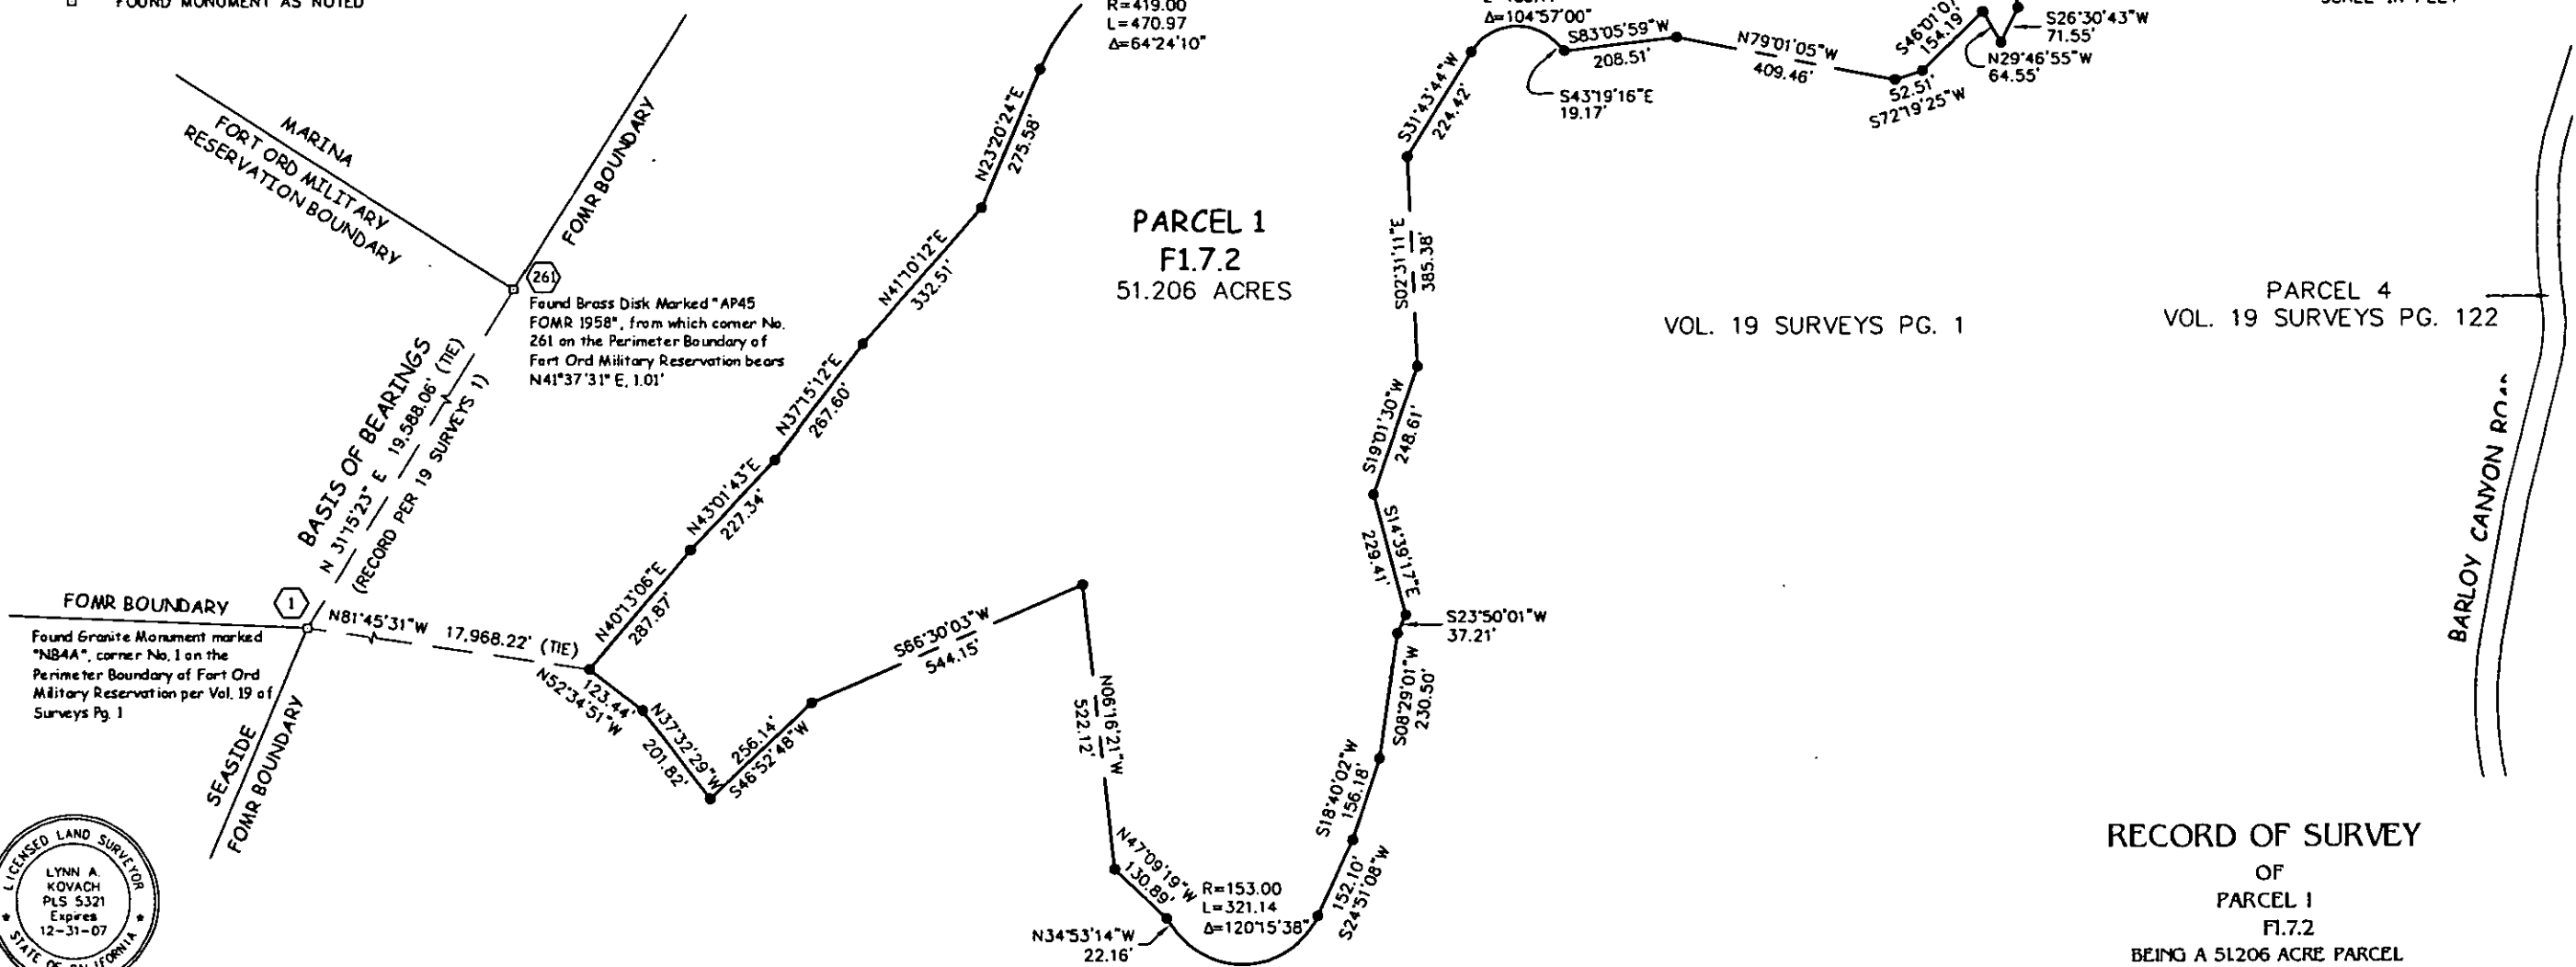 FOUND MONUMENT AS NOTED
R=419.00
L=470.97
Δ=64°24'10"
Δ=104°57'00"
S83°05'59"W
208.51'
S43°19'16"E
19.17'
N79°01'05"W
409.46'
52.51'
S72°19'25"W
S46°01'07
154.19'
S26°30'43"W
71.55'
N29°46'55"W
64.55'
MARINA
FORT ORD MILITARY
RESERVATION BOUNDARY
FOMR BOUNDARY
261
Found Brass Disk Marked "AP45
FOMR 1958", from which corner No.
261 on the Perimeter Boundary of
Fort Ord Military Reservation bears
N41°37'31" E, 1.01'
BASIS OF BEARINGS
N 31°15'23" E 19,588.06' (TIE)
(RECORD PER 19 SURVEYS 1)
N23°20'24"E
275.58'
N41°10'12"E
332.51'
N37°15'12"E
267.60'
N43°01'43"E
227.34'
N40°13'06"E
287.87'
PARCEL 1
F1.7.2
51.206 ACRES
S31°43'44"W
224.42'
S02°31'11"E
385.38'
S19°01'30"W
248.61'
S14°39'17"E
229.41'
S23°50'01"W
37.21'
S08°29'01"W
230.50'
S18°40'02"W
156.18'
152.10'
S24°51'08"W
VOL. 19 SURVEYS PG. 1
PARCEL 4
VOL. 19 SURVEYS PG. 122
BARLOY CANYON
FOMR BOUNDARY
1
N81°45'31"W 17,968.22' (TIE)
Found Granite Monument marked
"NB4A", corner No. 1 on the
Perimeter Boundary of Fort Ord
Military Reservation per Vol. 19 of
Surveys Pg. 1
SEASIDE
FOMR BOUNDARY
123.44'
N52°34'51"W
N37°32'29"W
201.82'
256.14'
S46°52'48"W
S66°30'03"W
544.15'
N06°16'21"W
522.12'
N47°09'19"W
130.89'
R=153.00
L=321.14
Δ=120°15'38"
N34°53'14"W
22.16'
LICENSED LAND SURVEYOR
LYNN A.
KOVACH
PLS 5321
Expires
12-31-07
STATE OF CALIFORNIA
RECORD OF SURVEY
OF
PARCEL 1
F1.7.2
BEING A 51.206 ACRE PARCEL